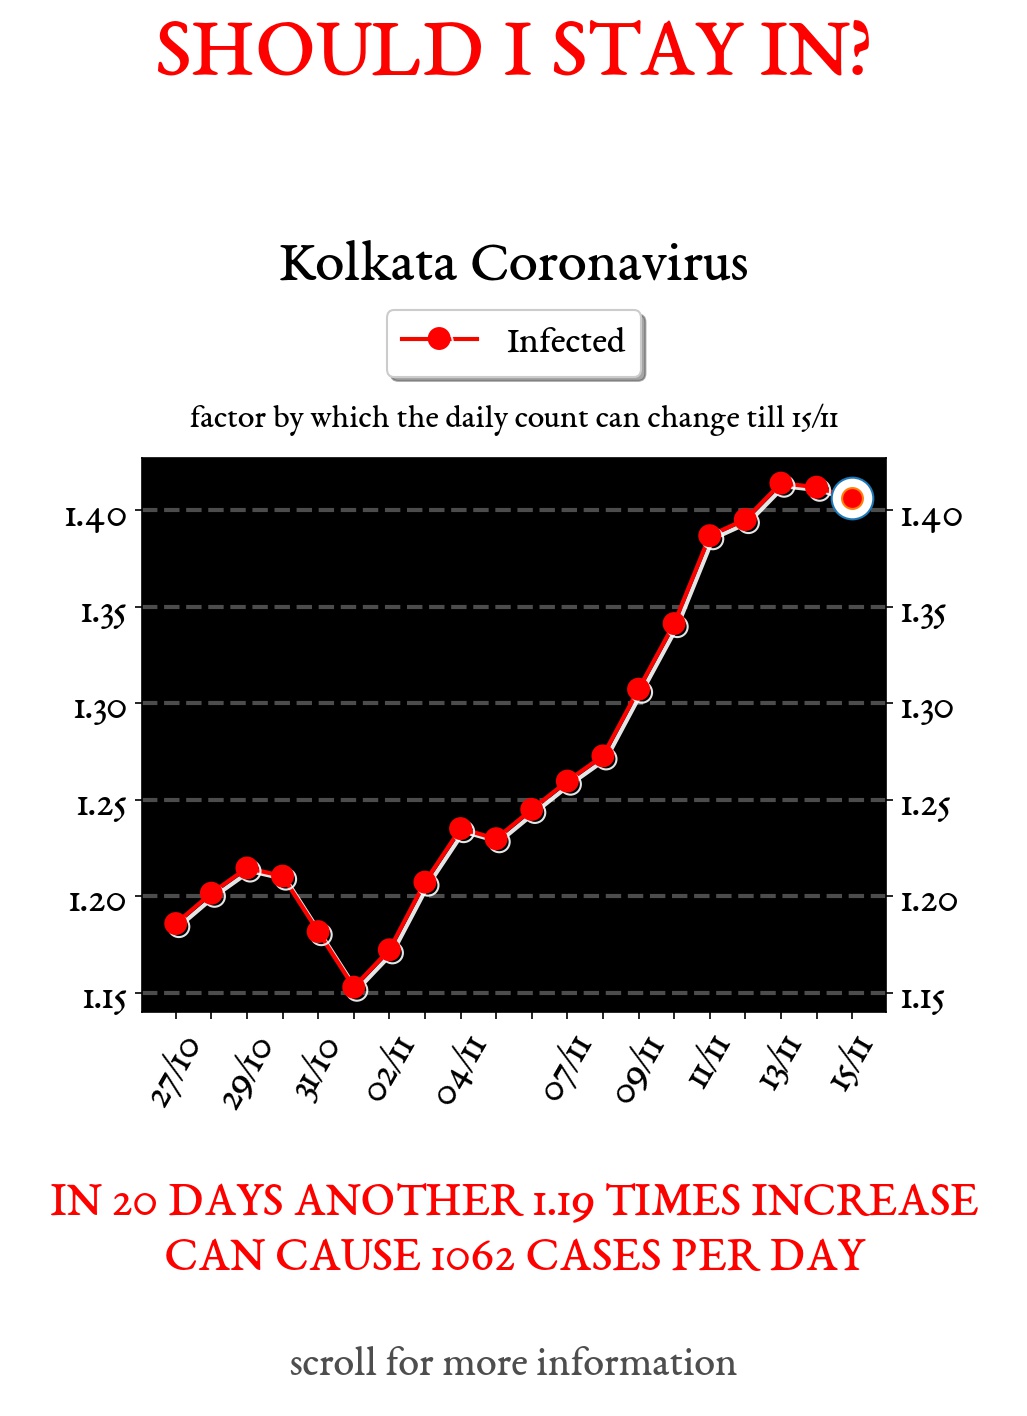 SHOULD I STAY IN?
Kolkata Coronavirus
Infected
factor by which the daily count can change till 15/11
1.40 1.40
1.35 1.35
1.30 1.30
1.25 1.25
1.20 1.20
1.15 1.15
27/10 29/10 31/10 02/11 04/11 07/11 09/11 11/11 13/11 15/11
IN 20 DAYS ANOTHER 1.19 TIMES INCREASE
CAN CAUSE 1062 CASES PER DAY
scroll for more information